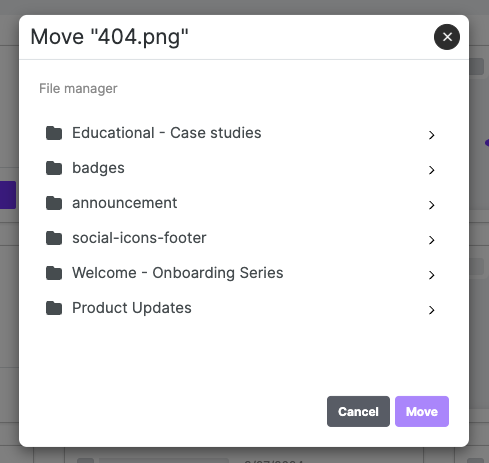 Move "404.png"
File manager
Educational - Case studies
badges
announcement
social-icons-footer
Welcome - Onboarding Series
Product Updates
Cancel
Move